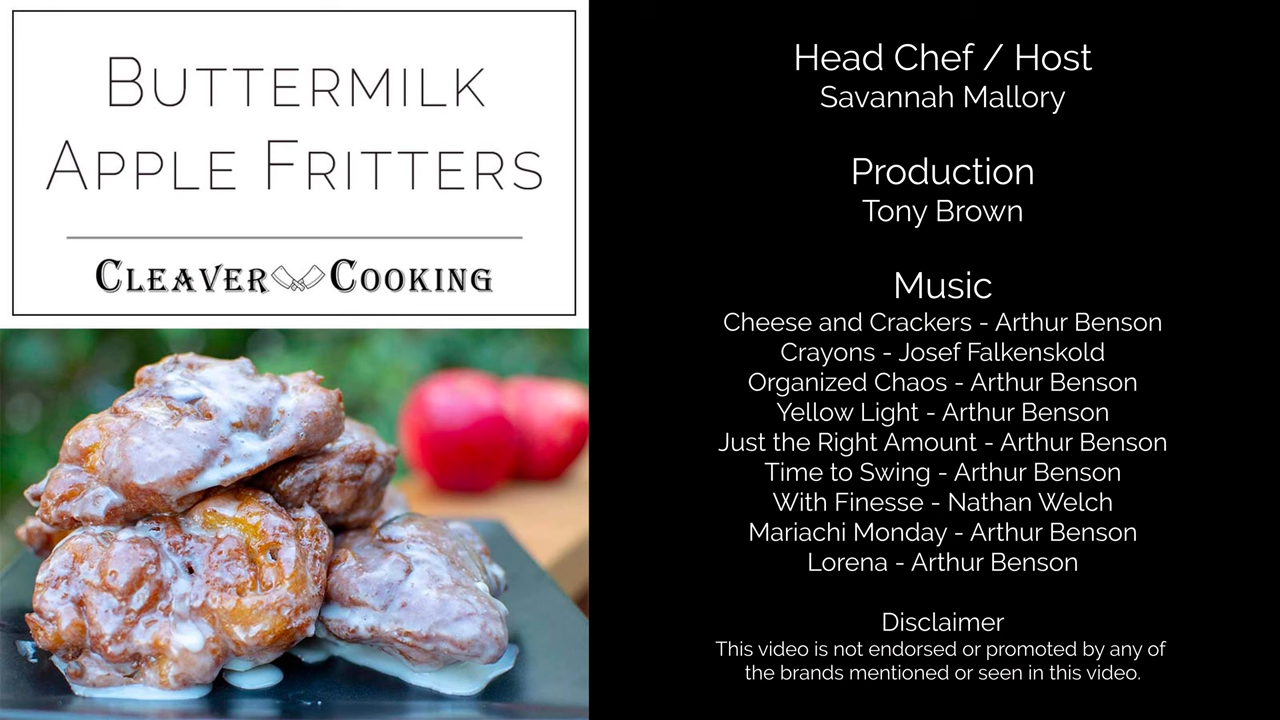 Buttermilk
Apple Fritters
Cleaver Cooking
Head Chef / Host
Savannah Mallory
Production
Tony Brown
Music
Cheese and Crackers - Arthur Benson
Crayons - Josef Falkenskold
Organized Chaos - Arthur Benson
Yellow Light - Arthur Benson
Just the Right Amount - Arthur Benson
Time to Swing - Arthur Benson
With Finesse - Nathan Welch
Mariachi Monday - Arthur Benson
Lorena - Arthur Benson
Disclaimer
This video is not endorsed or promoted by any of
the brands mentioned or seen in this video.